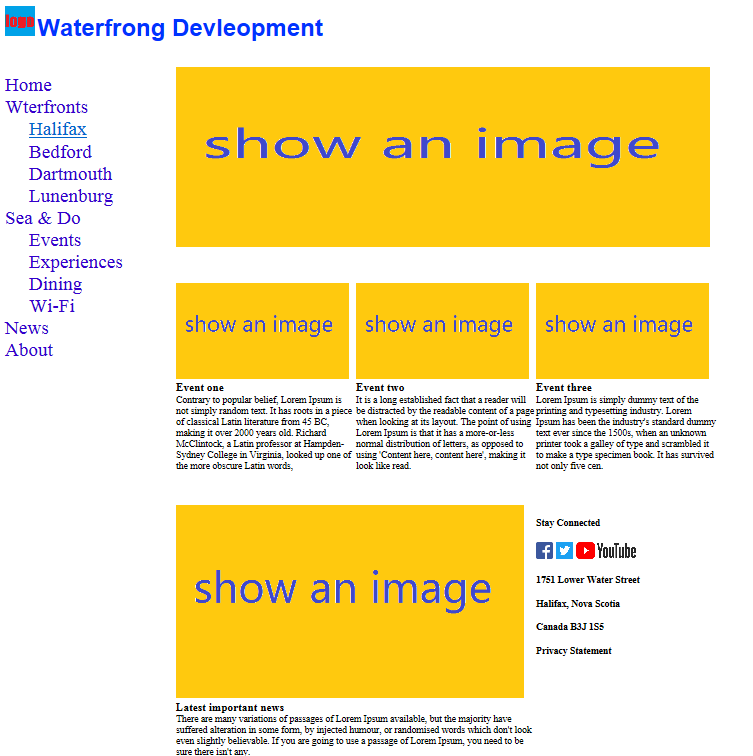 logo
Waterfrong Devleopment
Home
Wterfronts
Halifax
Bedford
Dartmouth
Lunenburg
Sea & Do
Events
Experiences
Dining
Wi-Fi
News
About
show an image
show an image
show an image
show an image
Event one
Contrary to popular belief, Lorem Ipsum is
not simply random text. It has roots in a piece
of classical Latin literature from 45 BC,
making it over 2000 years old. Richard
McClintock, a Latin professor at Hampden-
Sydney College in Virginia, looked up one of
the more obscure Latin words,
Event two
It is a long established fact that a reader will
be distracted by the readable content of a page
when looking at its layout. The point of using
Lorem Ipsum is that it has a more-or-less
normal distribution of letters, as opposed to
using 'Content here, content here', making it
look like read.
Event three
Lorem Ipsum is simply dummy text of the
printing and typesetting industry. Lorem
Ipsum has been the industry's standard dummy
text ever since the 1500s, when an unknown
printer took a galley of type and scrambled it
to make a type specimen book. It has survived
not only five cen.
show an image
Latest important news
There are many variations of passages of Lorem Ipsum available, but the majority have
suffered alteration in some form, by injected humour, or randomised words which don't look
even slightly believable. If you are going to use a passage of Lorem Ipsum, you need to be
sure there isn't any.
Stay Connected
YouTube
1751 Lower Water Street
Halifax, Nova Scotia
Canada B3J 1S5
Privacy Statement